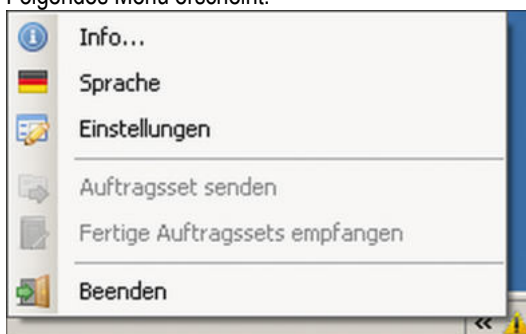 Folgendes Menü erscheint:
Info...
Sprache
Einstellungen
Auftragsset senden
Fertige Auftragssets empfangen
Beenden
«